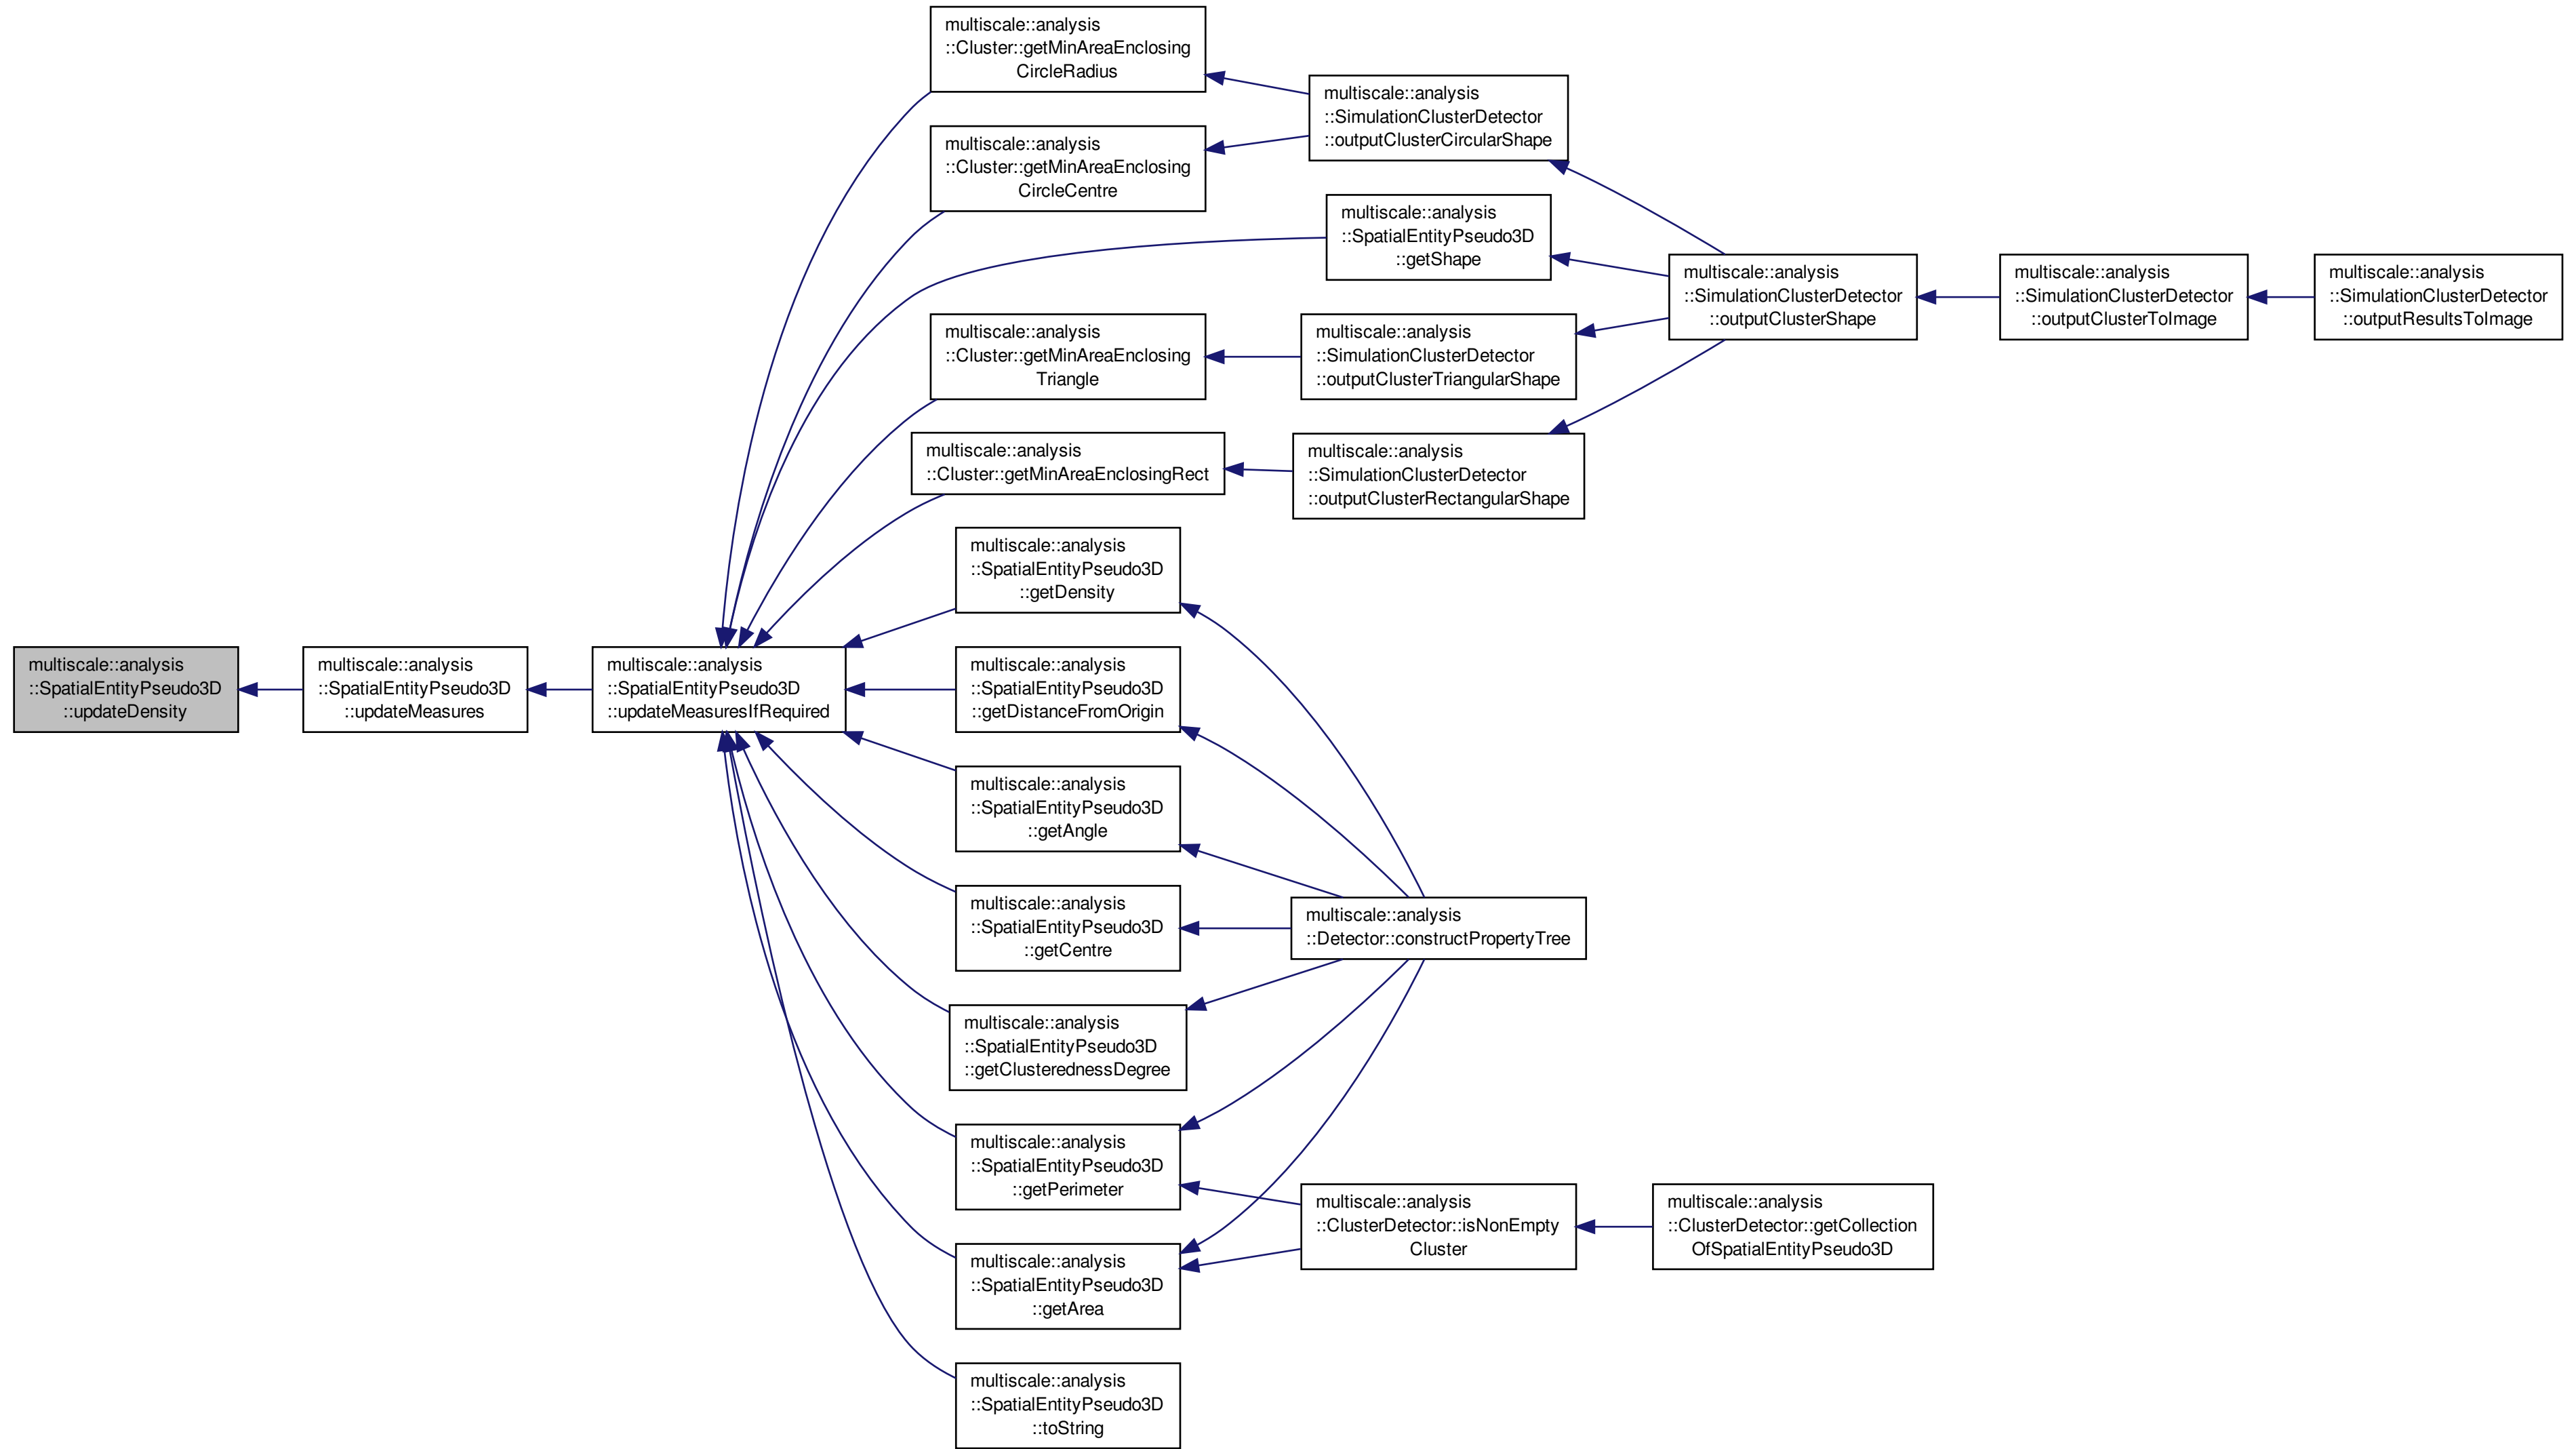 multiscale::analysis
::Cluster::getMinAreaEnclosing
CircleRadius
multiscale::analysis
::SimulationClusterDetector
::outputClusterCircularShape
multiscale::analysis
::Cluster::getMinAreaEnclosing
CircleCentre
multiscale::analysis
::SpatialEntityPseudo3D
::getShape
multiscale::analysis
::SimulationClusterDetector
::outputClusterShape
multiscale::analysis
::SimulationClusterDetector
::outputClusterToImage
multiscale::analysis
::SimulationClusterDetector
::outputResultsToImage
multiscale::analysis
::Cluster::getMinAreaEnclosing
Triangle
multiscale::analysis
::SimulationClusterDetector
::outputClusterTriangularShape
multiscale::analysis
::Cluster::getMinAreaEnclosingRect
multiscale::analysis
::SimulationClusterDetector
::outputClusterRectangularShape
multiscale::analysis
::SpatialEntityPseudo3D
::getDensity
multiscale::analysis
::SpatialEntityPseudo3D
::updateDensity
multiscale::analysis
::SpatialEntityPseudo3D
::updateMeasures
multiscale::analysis
::SpatialEntityPseudo3D
::updateMeasuresIfRequired
multiscale::analysis
::SpatialEntityPseudo3D
::getDistanceFromOrigin
multiscale::analysis
::SpatialEntityPseudo3D
::getAngle
multiscale::analysis
::SpatialEntityPseudo3D
::getCentre
multiscale::analysis
::Detector::constructPropertyTree
multiscale::analysis
::SpatialEntityPseudo3D
::getClusterednessDegree
multiscale::analysis
::SpatialEntityPseudo3D
::getPerimeter
multiscale::analysis
::ClusterDetector::isNonEmpty
Cluster
multiscale::analysis
::ClusterDetector::getCollection
OfSpatialEntityPseudo3D
multiscale::analysis
::SpatialEntityPseudo3D
::getArea
multiscale::analysis
::SpatialEntityPseudo3D
::toString